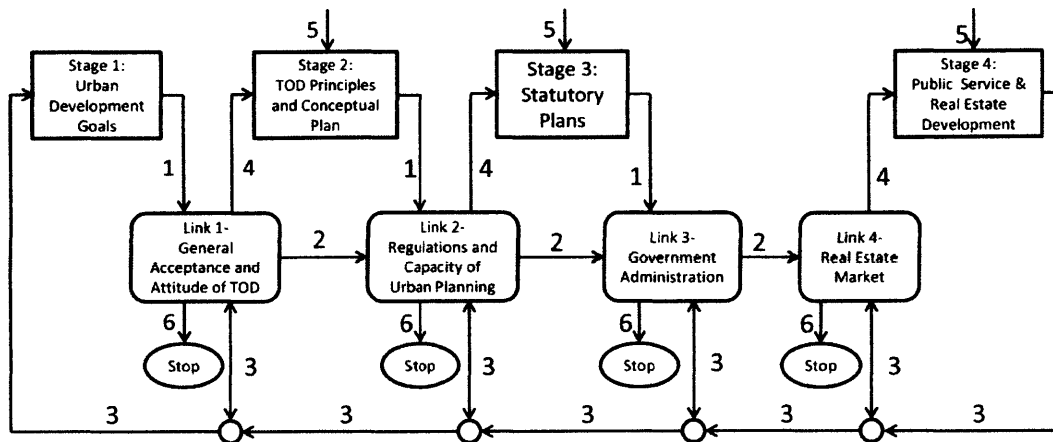 5
5
5
Stage 1:
Urban
Development
Goals
Stage 2:
TOD Principles
and Conceptual
Plan
Stage 3:
Statutory
Plans
Stage 4:
Public Service &
Real Estate
Development
1
4
1
4
1
4
Link 1-
General
Acceptance and
Attitude of TOD
2
Link 2-
Regulations and
Capacity of
Urban Planning
2
Link 3-
Government
Administration
2
Link 4-
Real Estate
Market
6
6
6
6
Stop
3
Stop
3
Stop
3
Stop
3
3
3
3
3
3